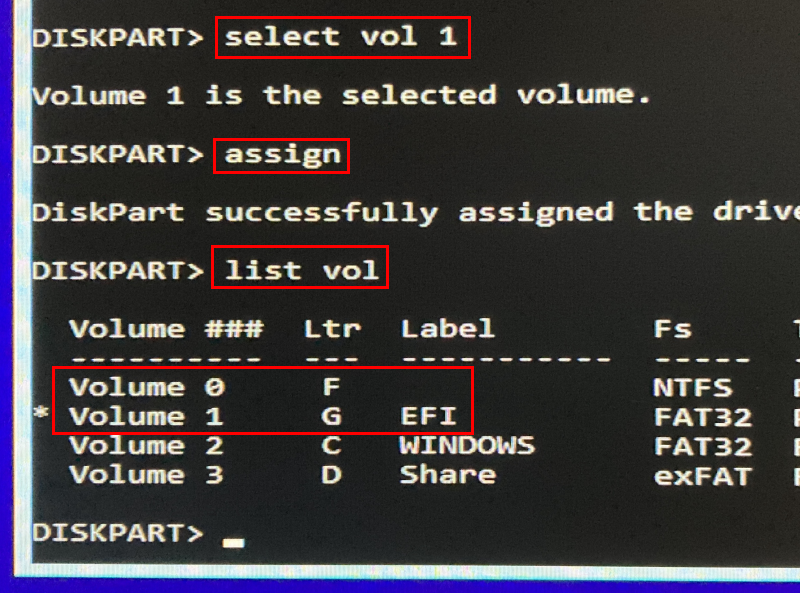 DISKPART> select vol 1
Volume 1 is the selected volume.
DISKPART> assign
DiskPart successfully assigned the drive
DISKPART> list vol
Volume ### Ltr Label Fs
---------- --- ----------- -----
Volume 0 F NTFS
* Volume 1 G EFI FAT32
Volume 2 C WINDOWS FAT32
Volume 3 D Share exFAT
DISKPART>